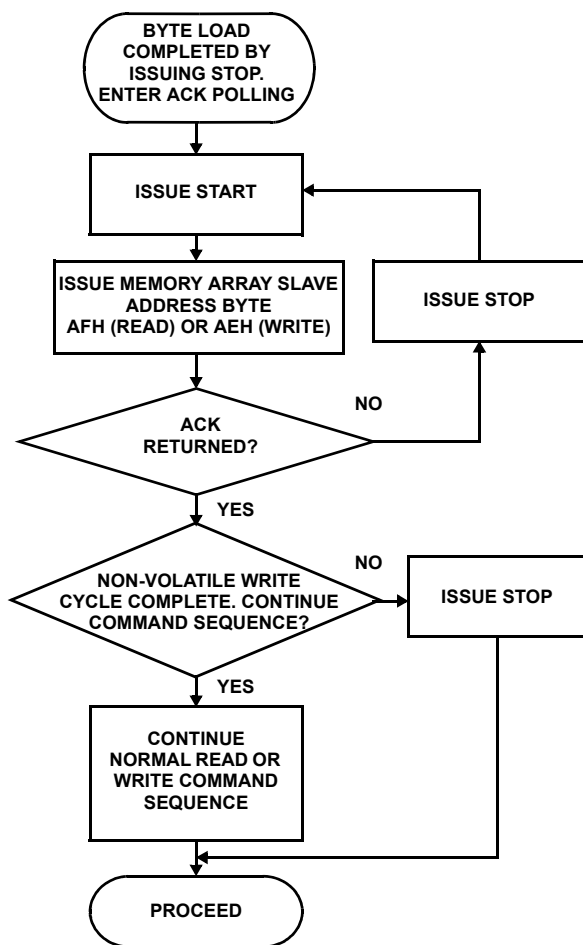 BYTE LOAD
COMPLETED BY
ISSUING STOP.
ENTER ACK POLLING
ISSUE START
ISSUE MEMORY ARRAY SLAVE
ADDRESS BYTE
AFH (READ) OR AEH (WRITE)
ISSUE STOP
NO
ACK
RETURNED?
YES
NO
NON-VOLATILE WRITE
CYCLE COMPLETE. CONTINUE
COMMAND SEQUENCE?
ISSUE STOP
YES
CONTINUE
NORMAL READ OR
WRITE COMMAND
SEQUENCE
PROCEED